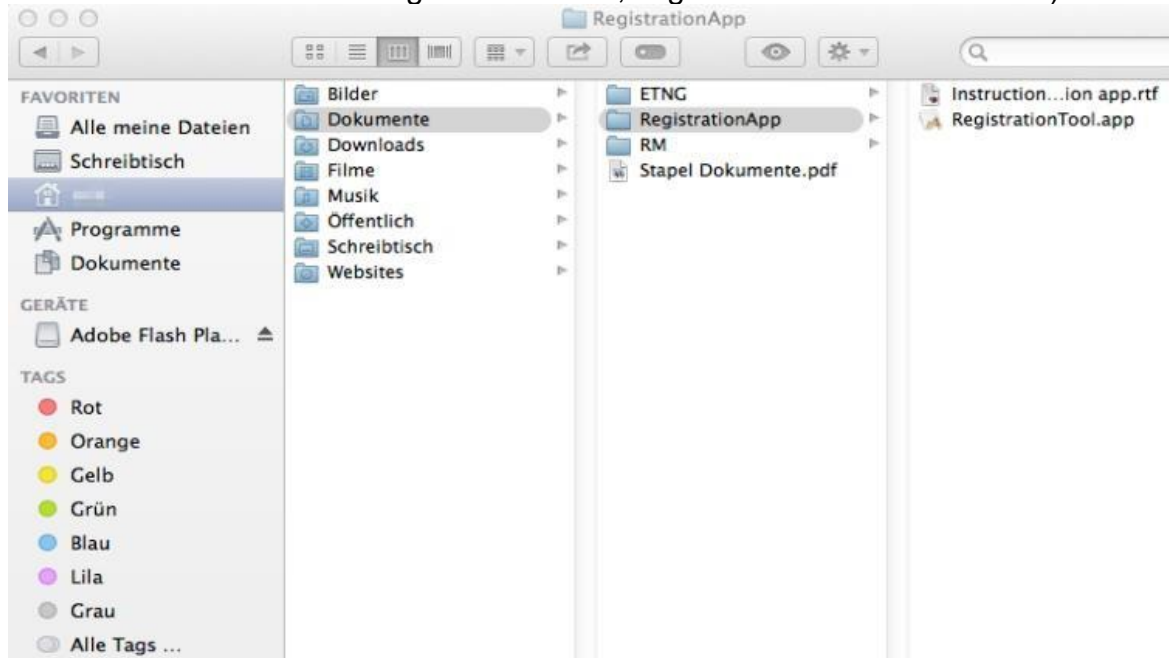 RegistrationApp
FAVORITEN
Alle meine Dateien
Schreibtisch
Programme
Dokumente
GERÄTE
Adobe Flash Pla...
TAGS
Rot
Orange
Gelb
Grün
Blau
Lila
Grau
Alle Tags ...
Bilder
Dokumente
Downloads
Filme
Musik
Öffentlich
Schreibtisch
Websites
ETNG
RegistrationApp
RM
Stapel Dokumente.pdf
Instruction...ion app.rtf
RegistrationTool.app